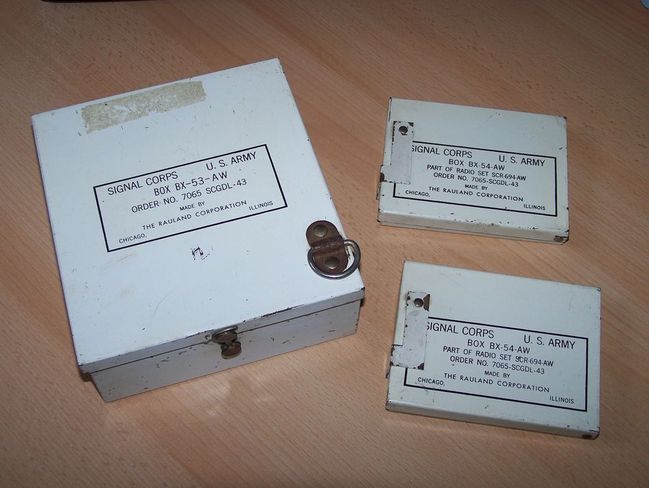 SIGNAL CORPS U. S. ARMY
BOX BX-53-AW
ORDER NO. 7065 SCGDL-43
MADE BY
THE RAULAND CORPORATION
CHICAGO, ILLINOIS
SIGNAL CORPS U. S. ARMY
BOX BX-54-AW
PART OF RADIO SET SCR-694-AW
ORDER NO. 7065-SCGDL-43
MADE BY
THE RAULAND CORPORATION
CHICAGO, ILLINOIS
SIGNAL CORPS U. S. ARMY
BOX BX-54-AW
PART OF RADIO SET SCR-694-AW
ORDER NO. 7065-SCGDL-43
MADE BY
THE RAULAND CORPORATION
CHICAGO, ILLINOIS